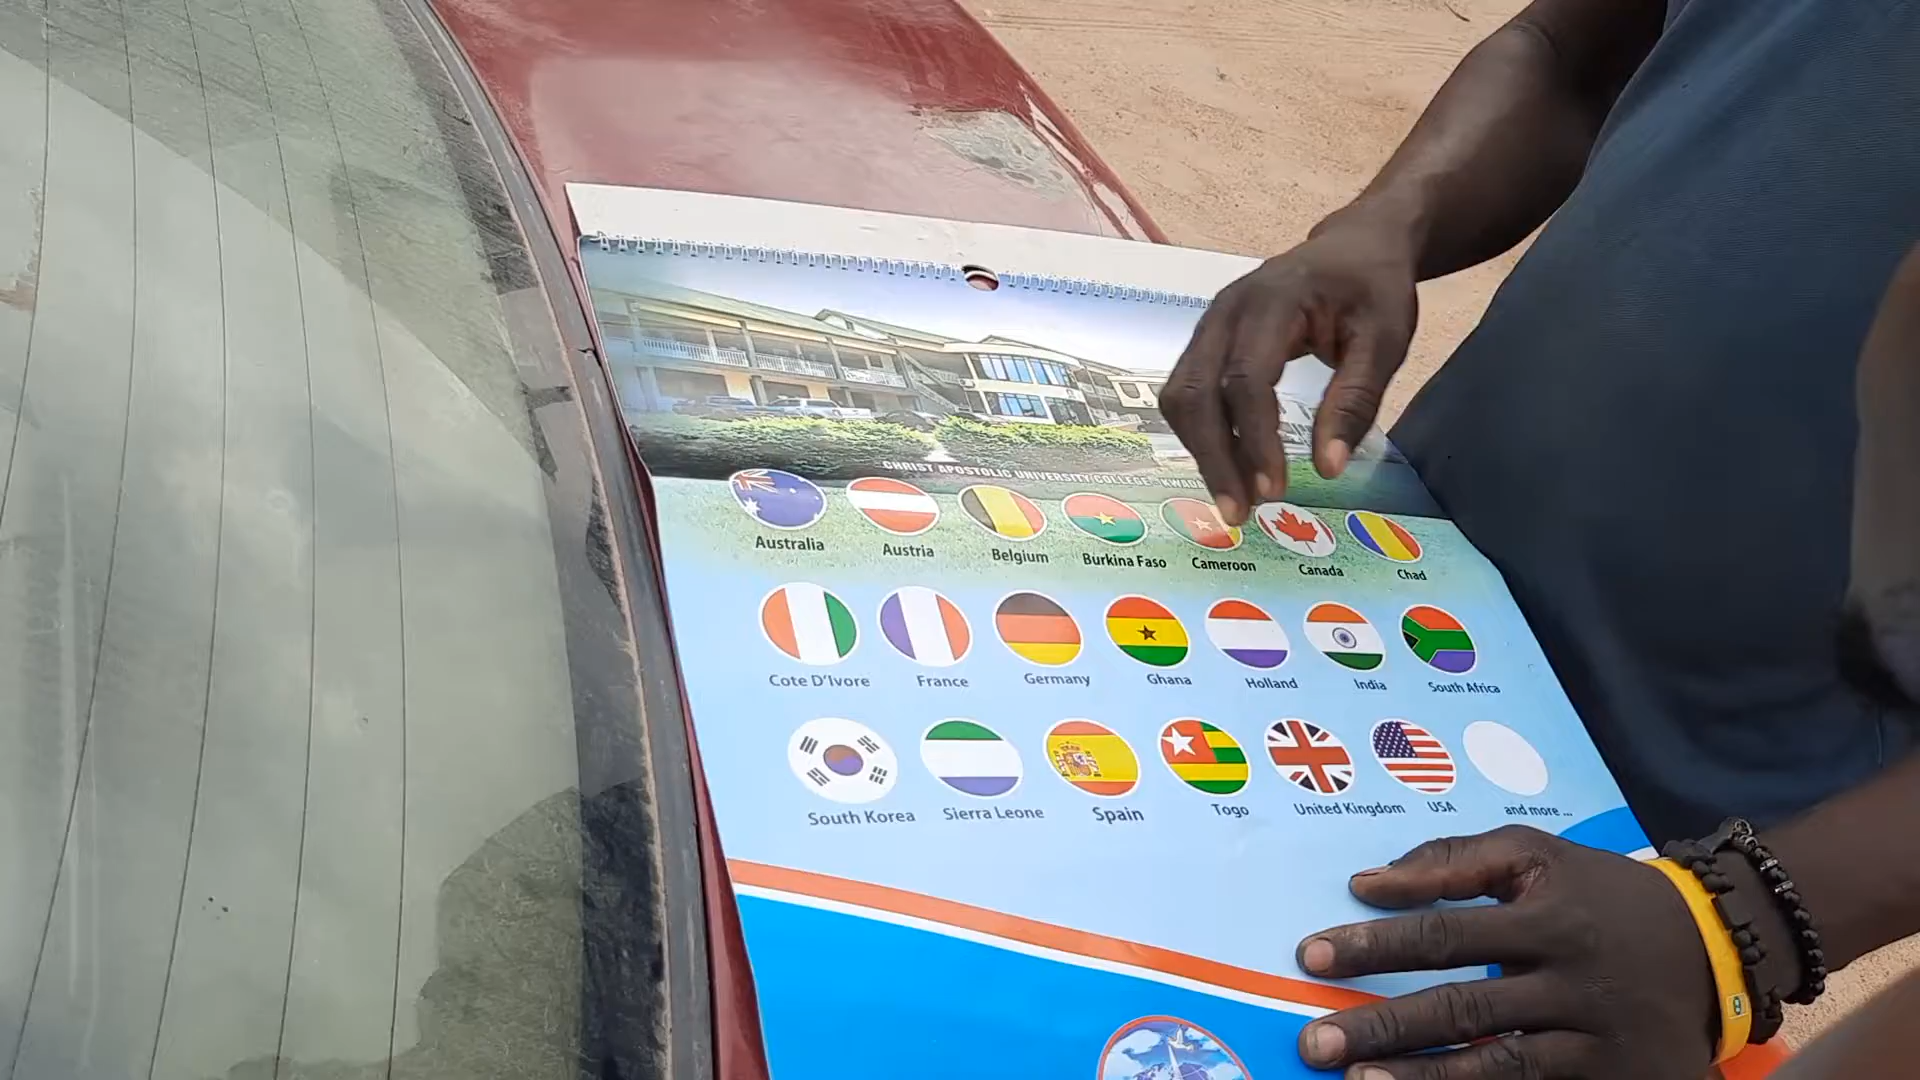 CHRIST APOSTOLIC UNIVERSITY COLLEGE
Australia
Austria
Belgium
Burkina Faso
Cameroon
Canada
Chad
Cote D'Ivore
France
Germany
Ghana
Holland
India
South Africa
South Korea
Sierra Leone
Spain
Togo
United Kingdom
USA
and more ...